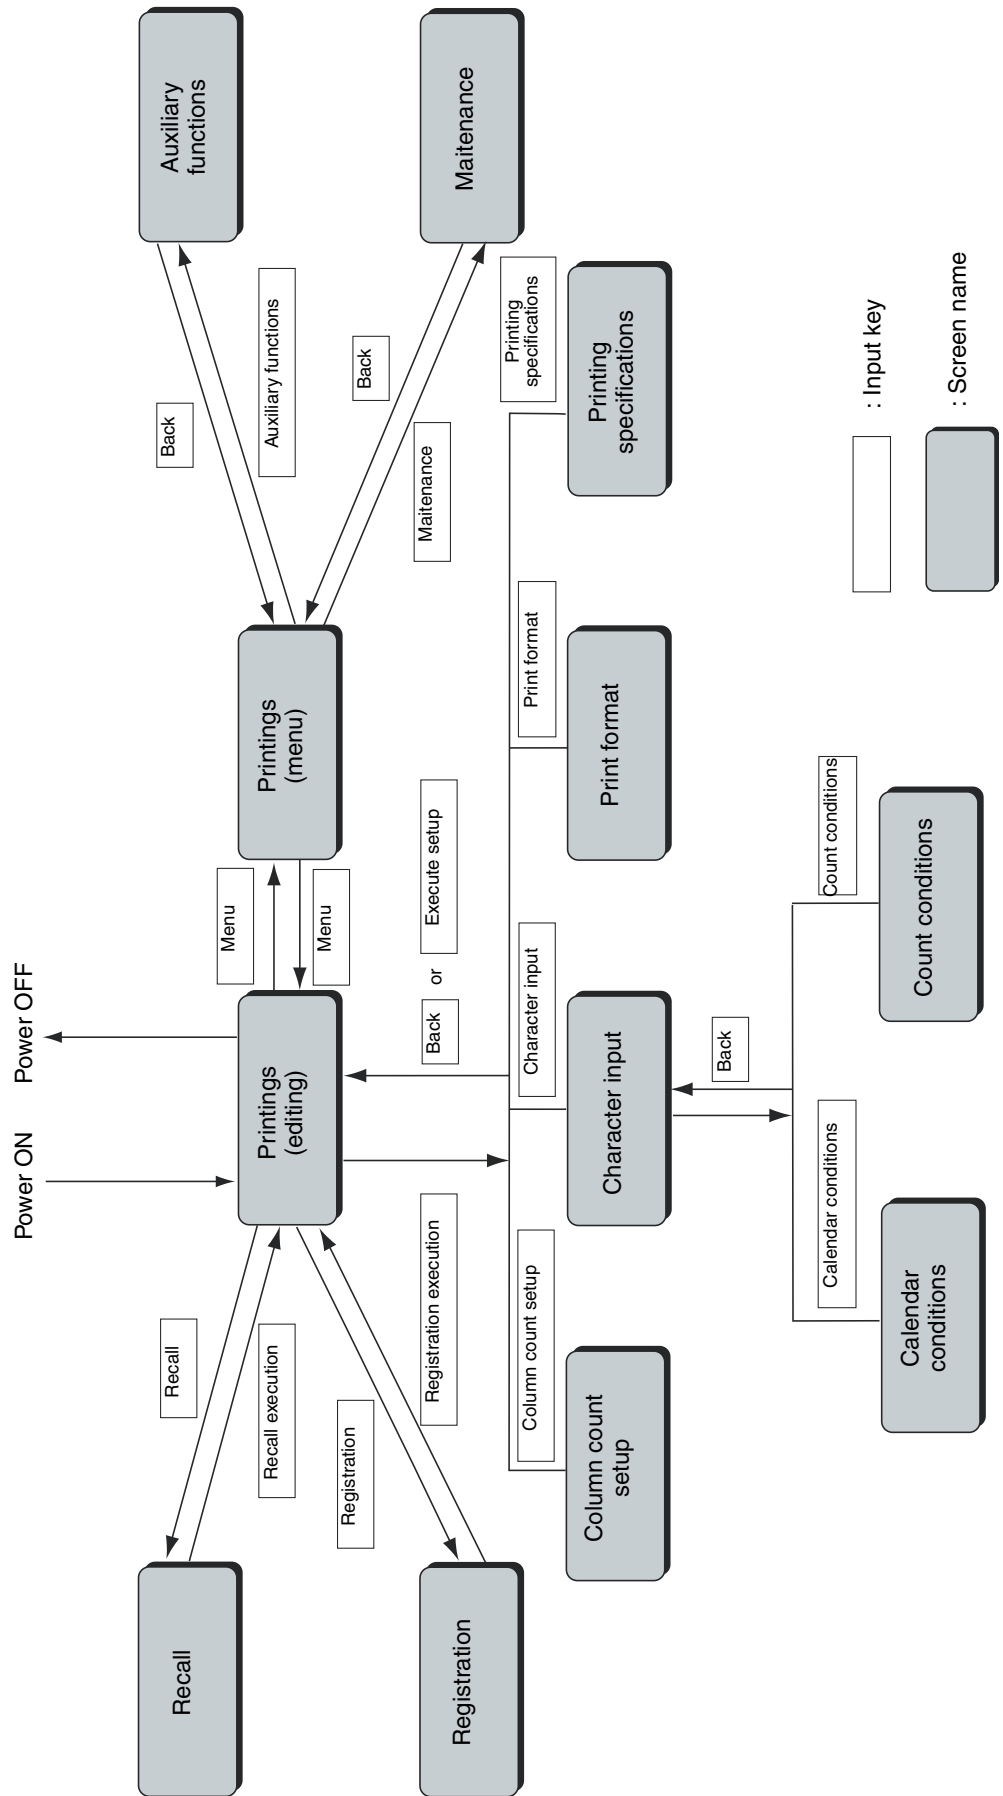 Power ON
Power OFF
Recall
Recall
Recall execution
Registration
Registration
Registration execution
Printings
(editing)
Menu
Menu
Printings
(menu)
Back
Auxiliary functions
Auxiliary
functions
Back
Maitenance
Maitenance
Back
or
Execute setup
Column count setup
Character input
Print format
Printing
specifications
Column count
setup
Character input
Print format
Printing
specifications
Back
Calendar conditions
Count conditions
Calendar
conditions
Count conditions
: Input key
: Screen name